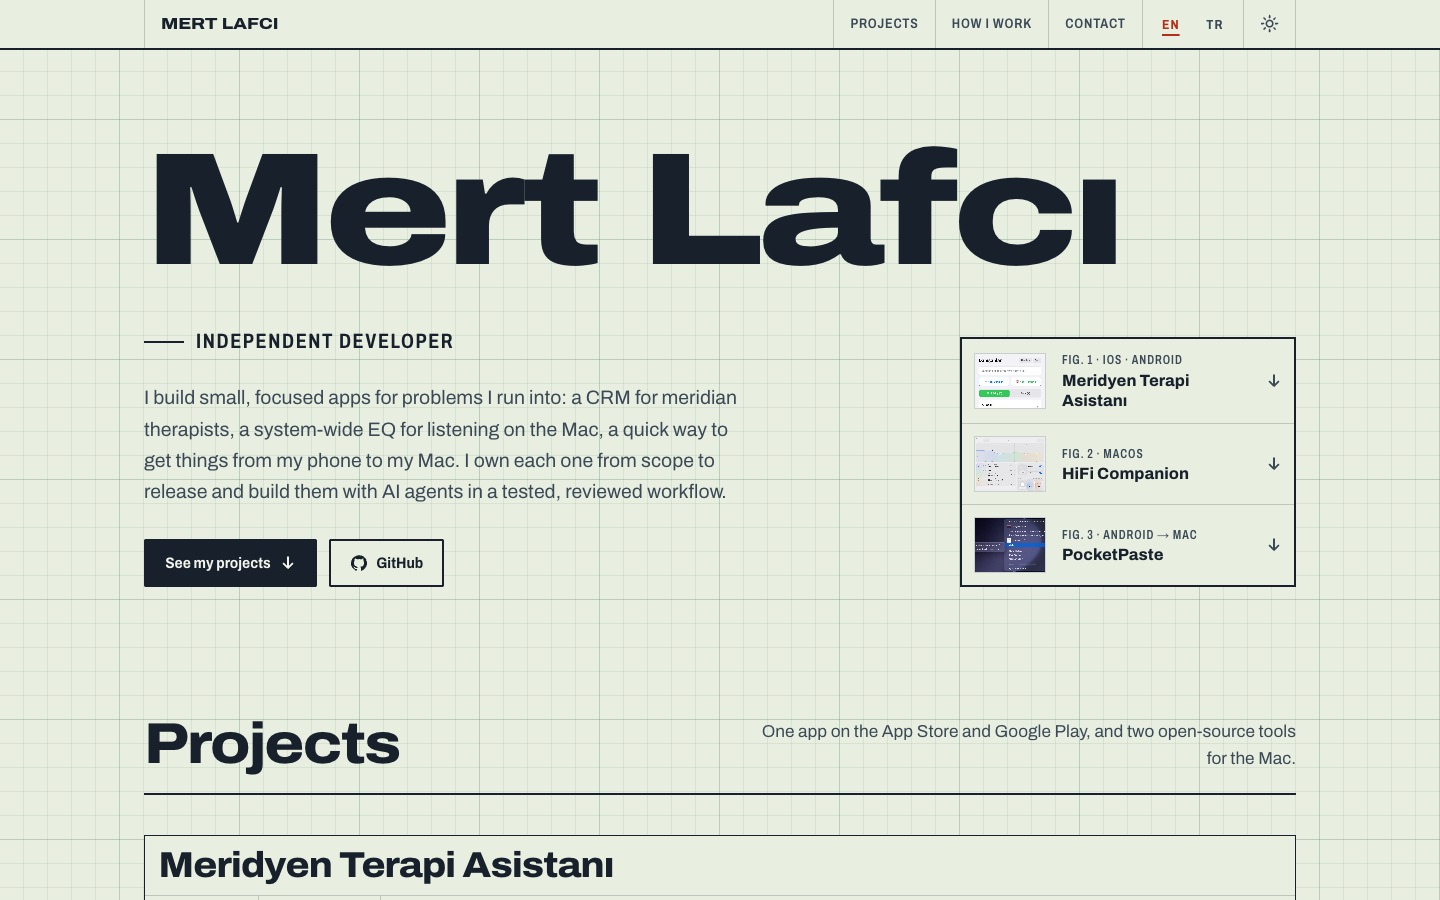 MERT LAFCI
PROJECTS
HOW I WORK
CONTACT
EN
TR
Mert Lafcı
INDEPENDENT DEVELOPER
I build small, focused apps for problems I run into: a CRM for meridian
therapists, a system-wide EQ for listening on the Mac, a quick way to
get things from my phone to my Mac. I own each one from scope to
release and build them with AI agents in a tested, reviewed workflow.
See my projects ↓
GitHub
FIG. 1 · IOS · ANDROID
Meridyen Terapi
Asistanı
FIG. 2 · MACOS
HiFi Companion
FIG. 3 · ANDROID → MAC
PocketPaste
Projects
One app on the App Store and Google Play, and two open-source tools
for the Mac.
Meridyen Terapi Asistanı